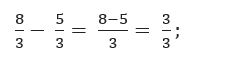 8/3 − 5/3 = 8−5/3 = 3/3;